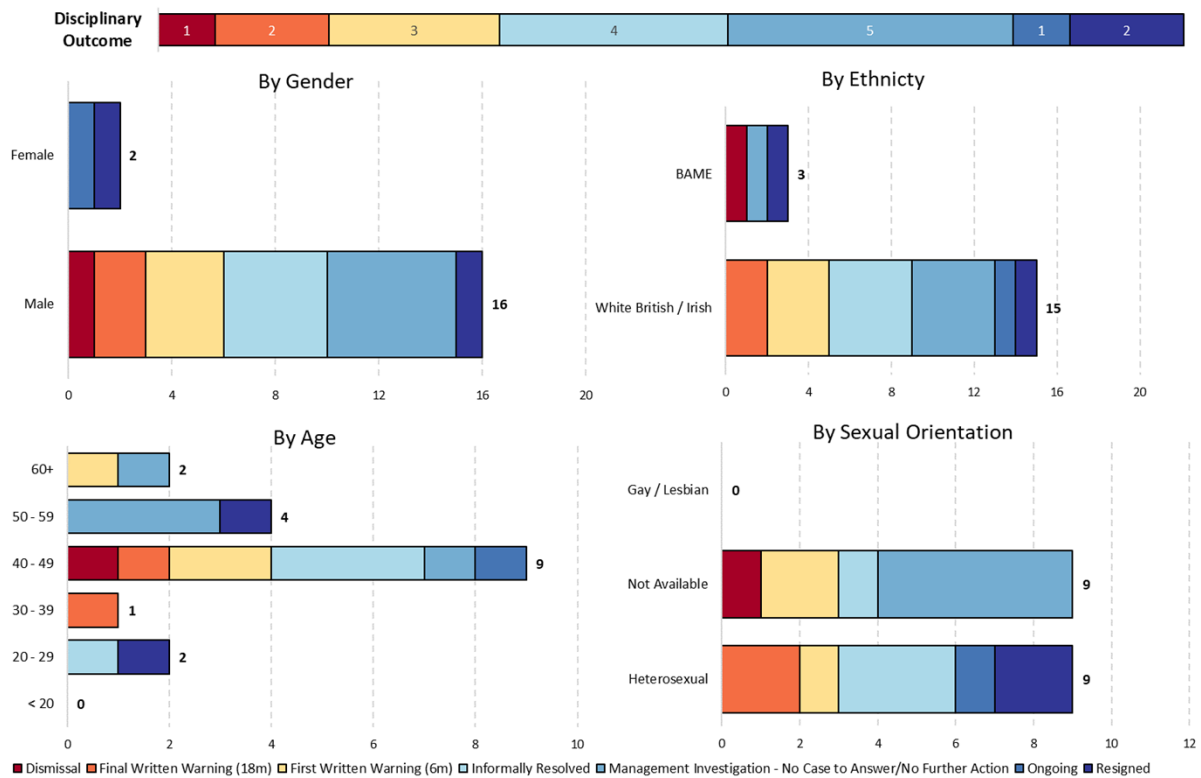 Disciplinary
Outcome
1 2 3 4 5 1 2
By Gender
Female
2
Male
16
0 4 8 12 16 20
By Ethnicty
BAME
3
White British / Irish
15
0 4 8 12 16 20
By Age
60+
2
50 - 59
4
40 - 49
9
30 - 39
1
20 - 29
2
< 20
0
0 2 4 6 8 10
By Sexual Orientation
Gay / Lesbian
0
Not Available
9
Heterosexual
9
0 2 4 6 8 10 12
Dismissal Final Written Warning (18m) First Written Warning (6m) Informally Resolved Management Investigation - No Case to Answer/No Further Action Ongoing Resigned